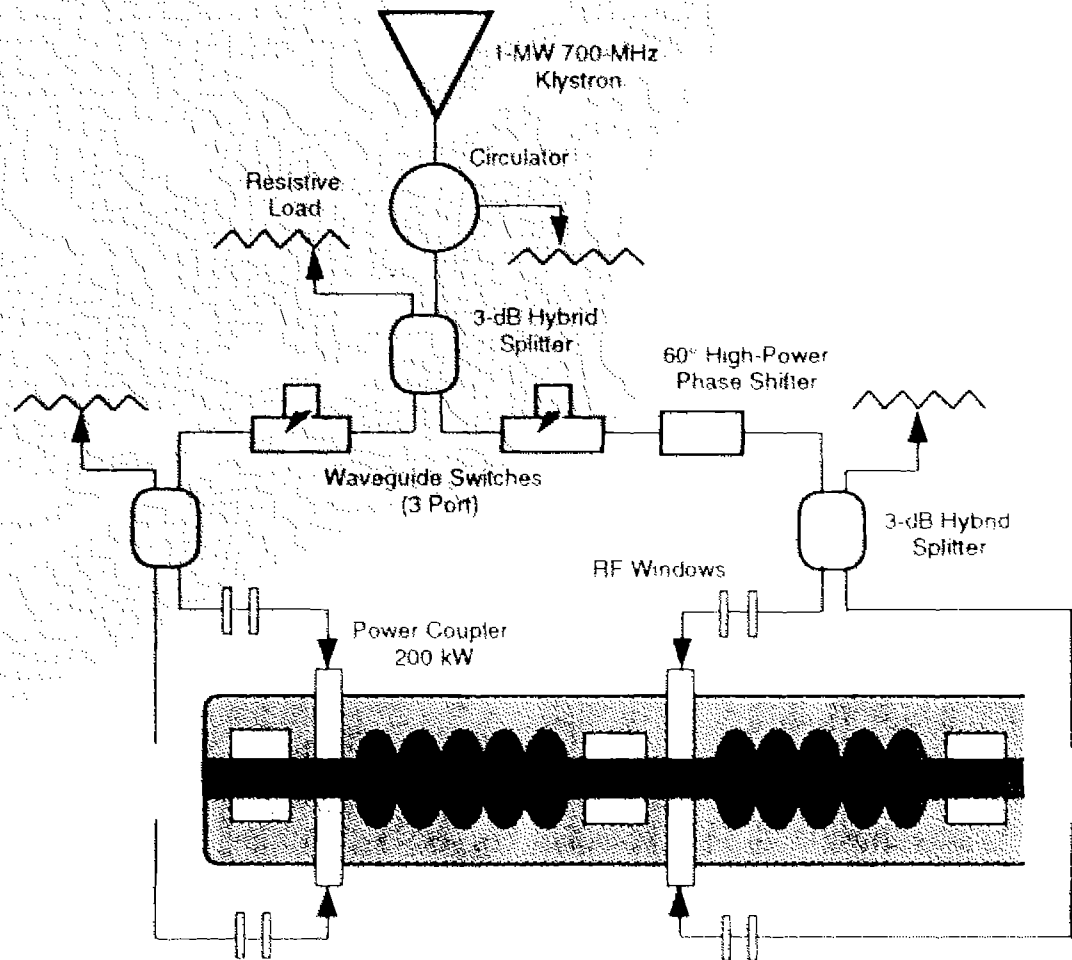 1-MW 700-MHz
Klystron
Circulator
Resistive
Load
3-dB Hybrid
Splitter
60° High-Power
Phase Shifter
Waveguide Switches
(3 Port)
3-dB Hybrid
Splitter
RF Windows
Power Coupler
200 kW